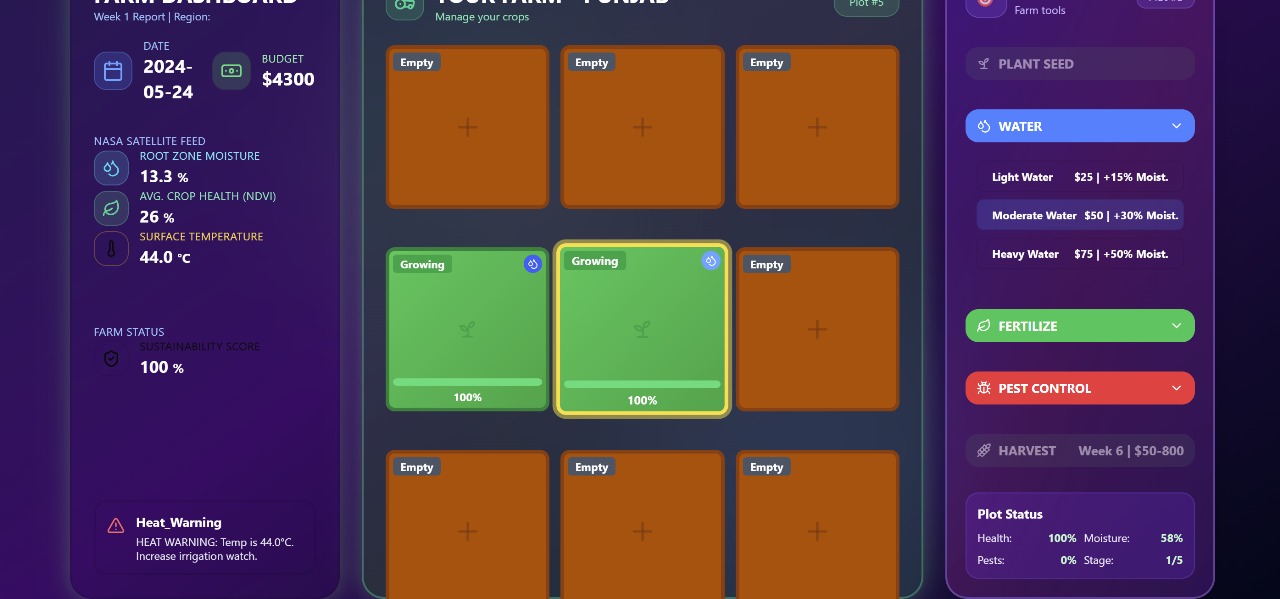 FARM DASHBOARD
Week 1 Report | Region:
DATE
2024-
05-24
BUDGET
$4300
NASA SATELLITE FEED
ROOT ZONE MOISTURE
13.3 %
AVG. CROP HEALTH (NDVI)
26 %
SURFACE TEMPERATURE
44.0 °C
FARM STATUS
SUSTAINABILITY SCORE
100 %
Heat_Warning
HEAT WARNING: Temp is 44.0°C.
Increase irrigation watch.
Manage your crops
Plot #5
Empty
Empty
Empty
Growing
100%
Growing
100%
Empty
Empty
Empty
Empty
Farm tools
PLANT SEED
WATER
Light Water $25 | +15% Moist.
Moderate Water $50 | +30% Moist.
Heavy Water $75 | +50% Moist.
FERTILIZE
PEST CONTROL
HARVEST Week 6 | $50-800
Plot Status
Health: 100% Moisture: 58%
Pests: 0% Stage: 1/5